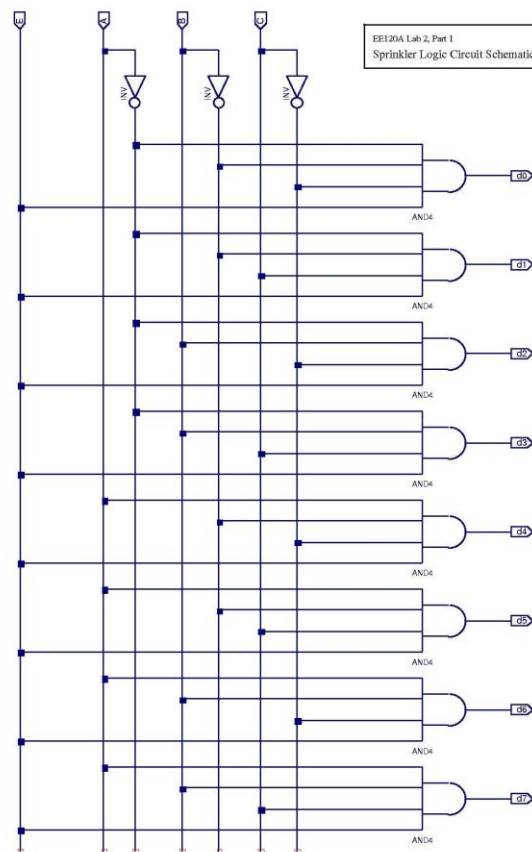 E
A
B
C
EE120A Lab 2, Part 1
Sprinkler Logic Circuit Schematic
INV
INV
INV
d0
AND4
d1
AND4
d2
AND4
d3
AND4
d4
AND4
d5
AND4
d6
AND4
d7
AND4